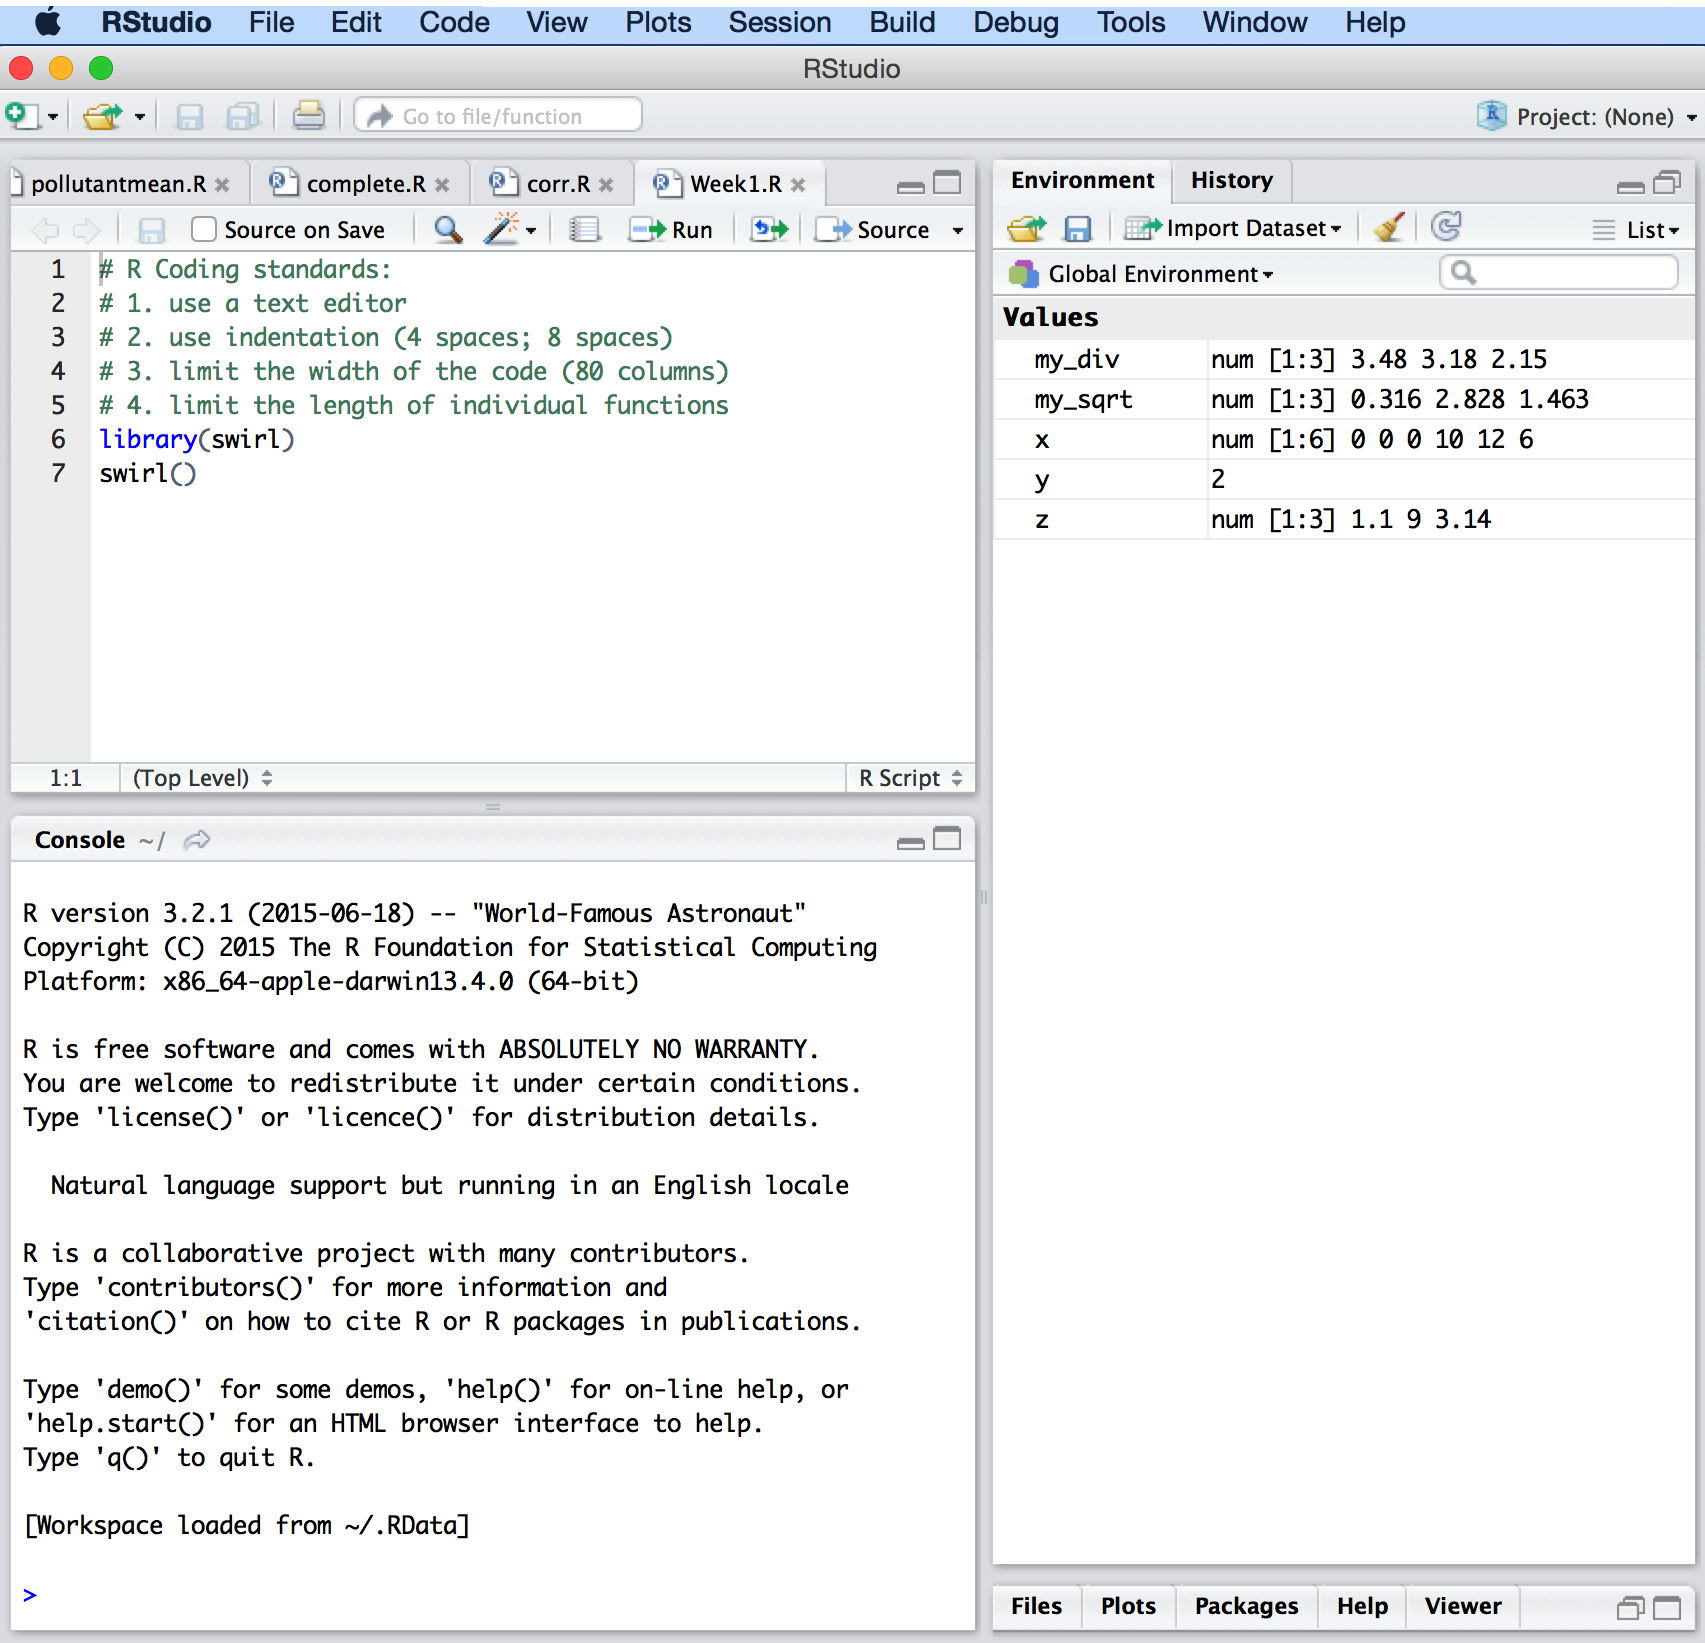 RStudio File Edit Code View Plots Session Build Debug Tools Window Help
RStudio
Go to file/function
Project: (None)
pollutantmean.R
complete.R
corr.R
Week1.R
Source on Save
Run
Source
1 # R Coding standards:
2 # 1. use a text editor
3 # 2. use indentation (4 spaces; 8 spaces)
4 # 3. limit the width of the code (80 columns)
5 # 4. limit the length of individual functions
6 library(swirl)
7 swirl()
1:1 (Top Level) R Script
Console ~/
R version 3.2.1 (2015-06-18) -- "World-Famous Astronaut"
Copyright (C) 2015 The R Foundation for Statistical Computing
Platform: x86_64-apple-darwin13.4.0 (64-bit)
R is free software and comes with ABSOLUTELY NO WARRANTY.
You are welcome to redistribute it under certain conditions.
Type 'license()' or 'licence()' for distribution details.
Natural language support but running in an English locale
R is a collaborative project with many contributors.
Type 'contributors()' for more information and
'citation()' on how to cite R or R packages in publications.
Type 'demo()' for some demos, 'help()' for on-line help, or
'help.start()' for an HTML browser interface to help.
Type 'q()' to quit R.
[Workspace loaded from ~/.RData]
>
Environment History
Import Dataset
List
Global Environment
Values
my_div num [1:3] 3.48 3.18 2.15
my_sqrt num [1:3] 0.316 2.828 1.463
x num [1:6] 0 0 0 10 12 6
y 2
z num [1:3] 1.1 9 3.14
Files Plots Packages Help Viewer